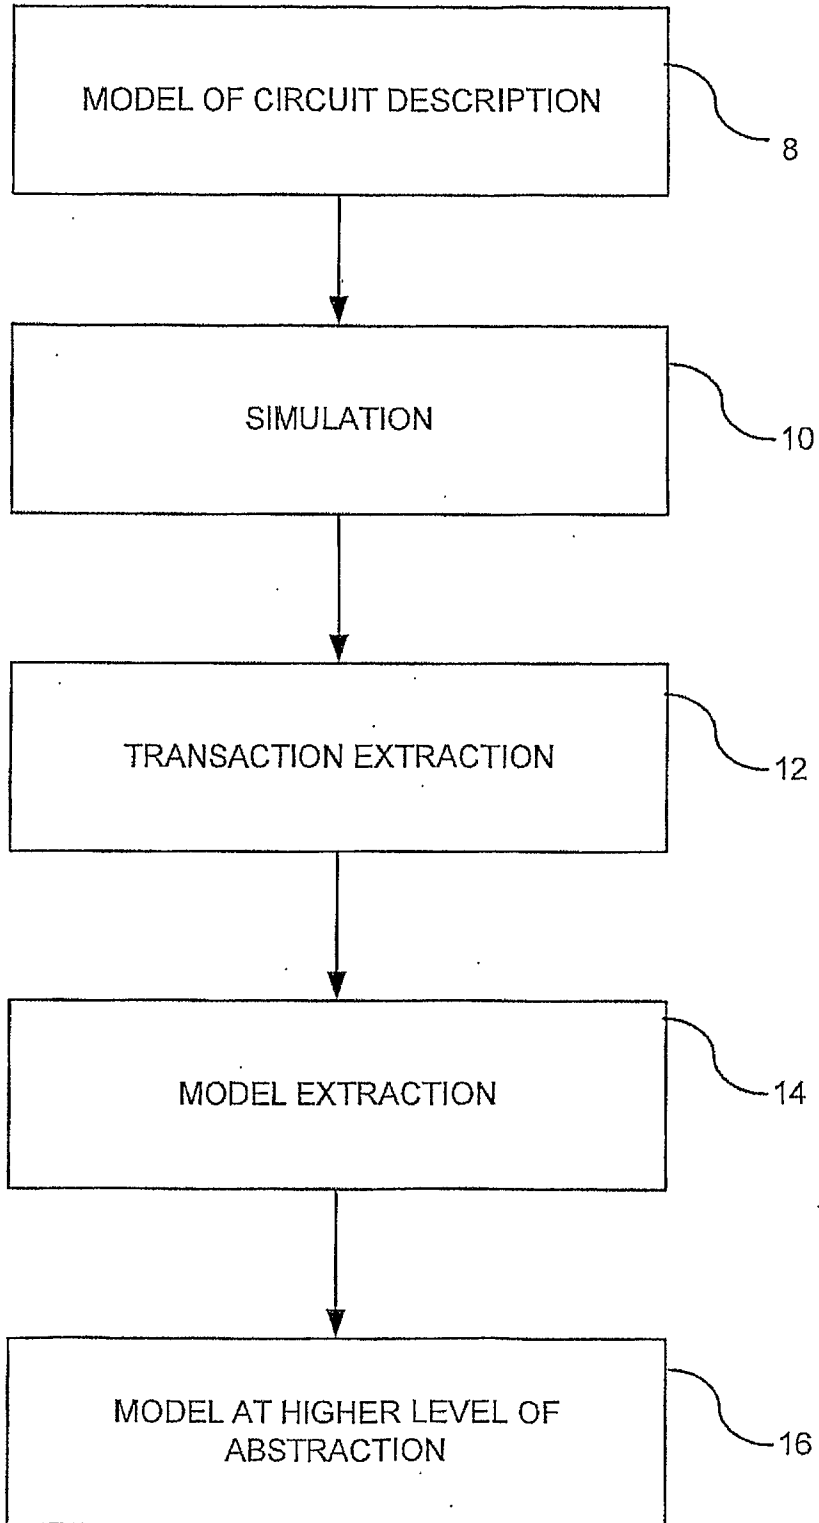 MODEL OF CIRCUIT DESCRIPTION
8
SIMULATION
10
TRANSACTION EXTRACTION
12
MODEL EXTRACTION
14
MODEL AT HIGHER LEVEL OF
ABSTRACTION
16